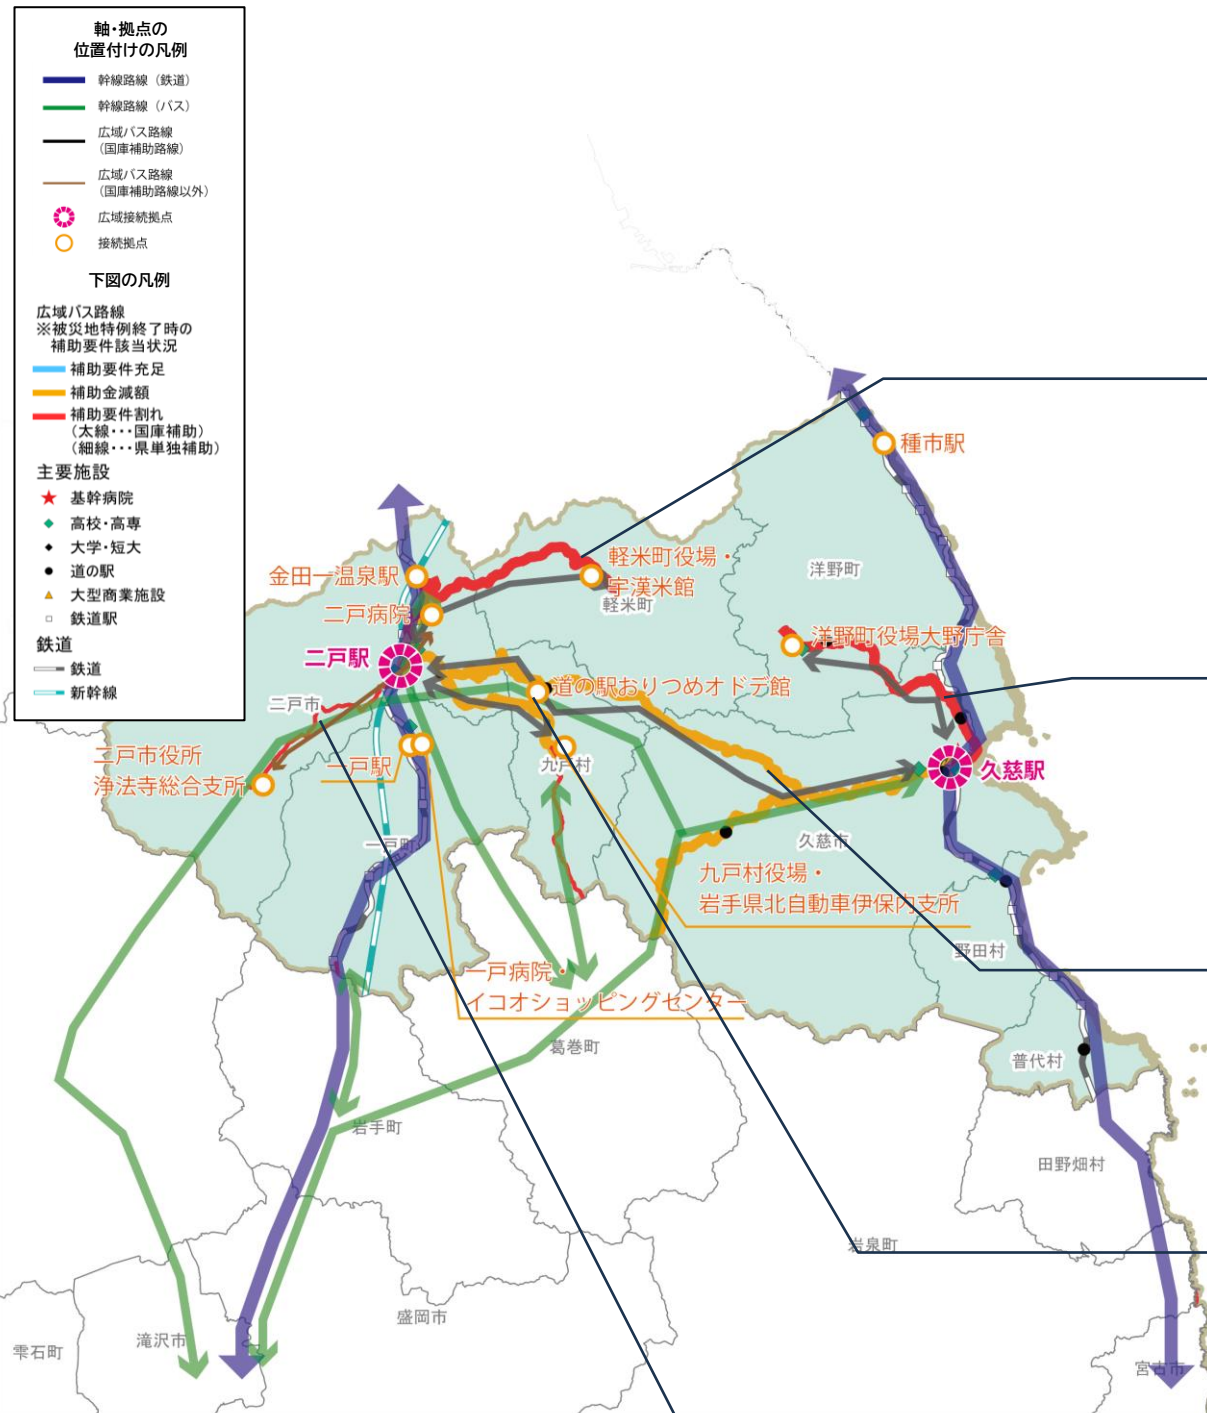 軸・拠点の
位置付けの凡例
幹線路線（鉄道）
幹線路線（バス）
広域バス路線
（国庫補助路線）
広域バス路線
（国庫補助路線以外）
広域接続拠点
接続拠点
下図の凡例
広域バス路線
※被災地特例終了時の
補助要件該当状況
補助要件充足
補助金減額
補助要件割れ
（太線・・・国庫補助）
（細線・・・県単独補助）
主要施設
基幹病院
高校・高専
大学・短大
道の駅
大型商業施設
鉄道駅
鉄道
鉄道
新幹線
種市駅
軽米町役場・
宇漢米館
軽米町
洋野町
金田一温泉駅
二戸病院
洋野町役場大野庁舎
二戸駅
道の駅おりつめオドデ館
二戸市
二戸市役所
浄法寺総合支所
一戸駅
九戸村
久慈駅
一戸町
久慈市
九戸村役場・
岩手県北自動車伊保内支所
野田村
一戸病院・
イコオショッピングセンター
葛巻町
普代村
岩手町
田野畑村
岩泉町
盛岡市
滝沢市
雫石町
宮古市